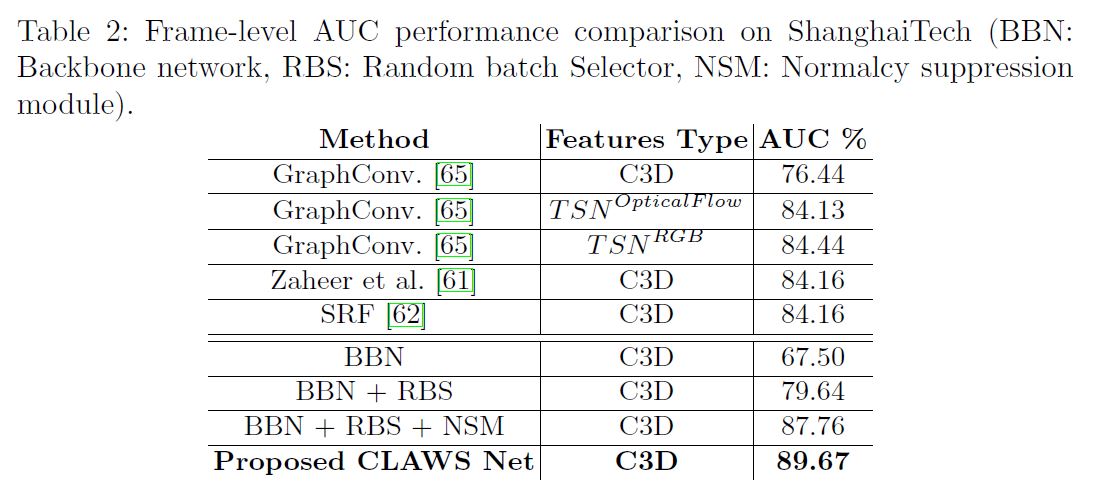 Table 2: Frame-level AUC performance comparison on ShanghaiTech (BBN:
Backbone network, RBS: Random batch Selector, NSM: Normalcy suppression
module).
Method Features Type AUC %
GraphConv. [65] C3D 76.44
GraphConv. [65] TSN^OpticalFlow 84.13
GraphConv. [65] TSN^RGB 84.44
Zaheer et al. [61] C3D 84.16
SRF [62] C3D 84.16
BBN C3D 67.50
BBN + RBS C3D 79.64
BBN + RBS + NSM C3D 87.76
Proposed CLAWS Net C3D 89.67